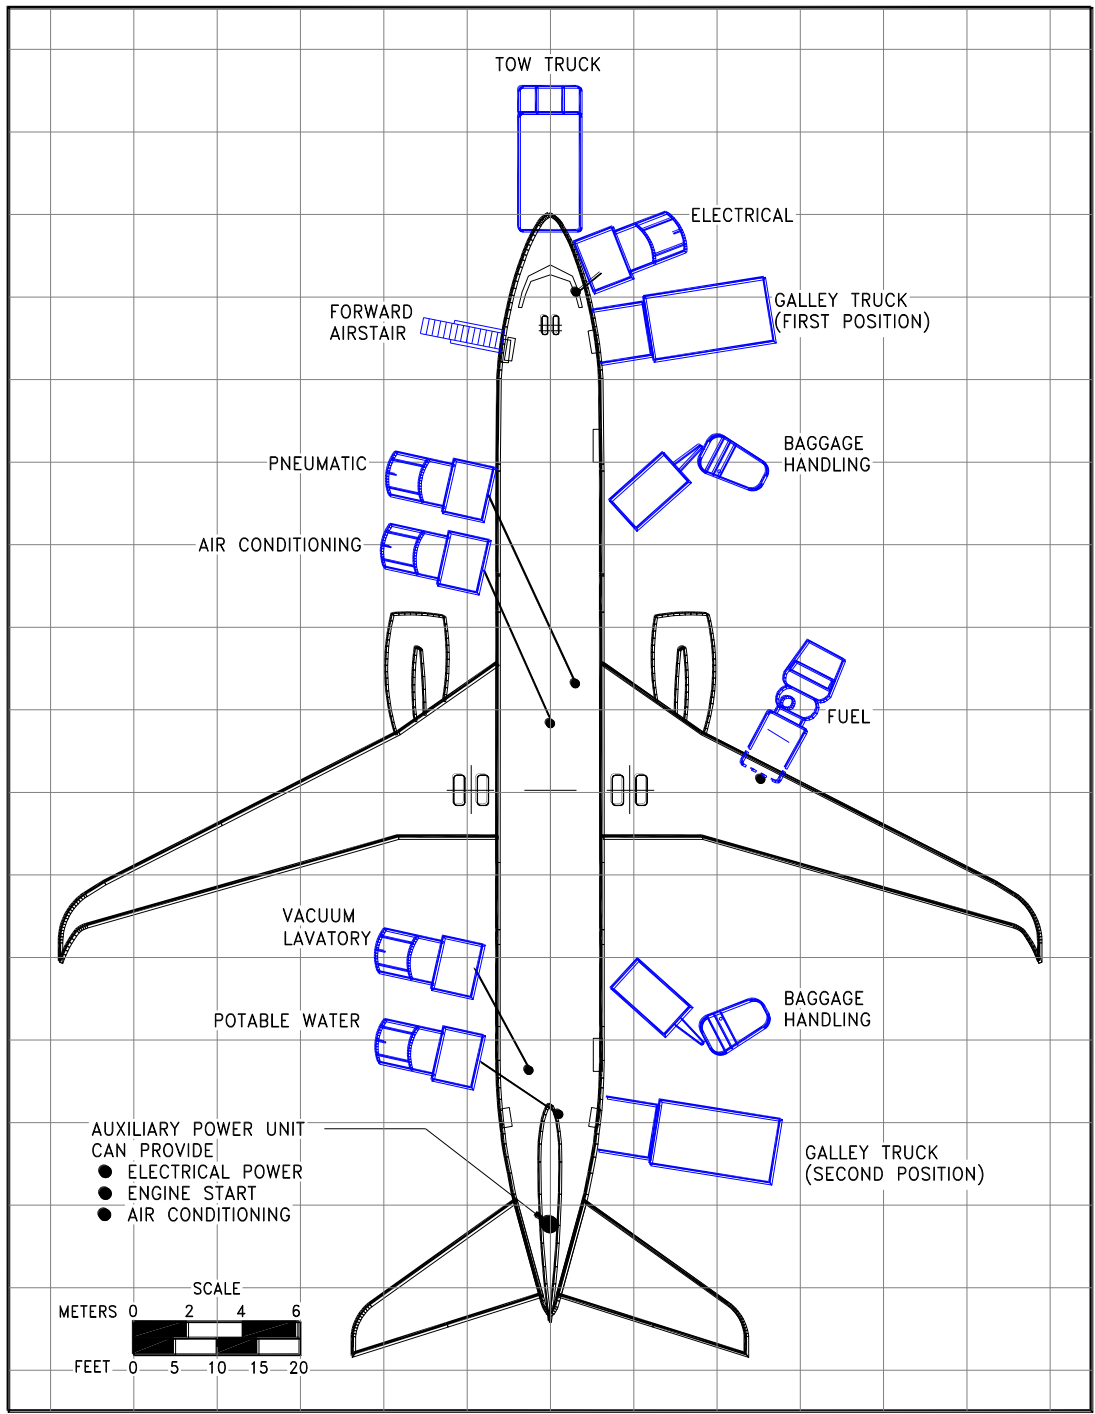 TOW TRUCK
ELECTRICAL
GALLEY TRUCK
(FIRST POSITION)
FORWARD
AIRSTAIR
BAGGAGE
HANDLING
PNEUMATIC
AIR CONDITIONING
FUEL
VACUUM
LAVATORY
BAGGAGE
HANDLING
POTABLE WATER
AUXILIARY POWER UNIT
CAN PROVIDE
● ELECTRICAL POWER
● ENGINE START
● AIR CONDITIONING
GALLEY TRUCK
(SECOND POSITION)
SCALE
METERS 0 2 4 6
FEET 0 5 10 15 20